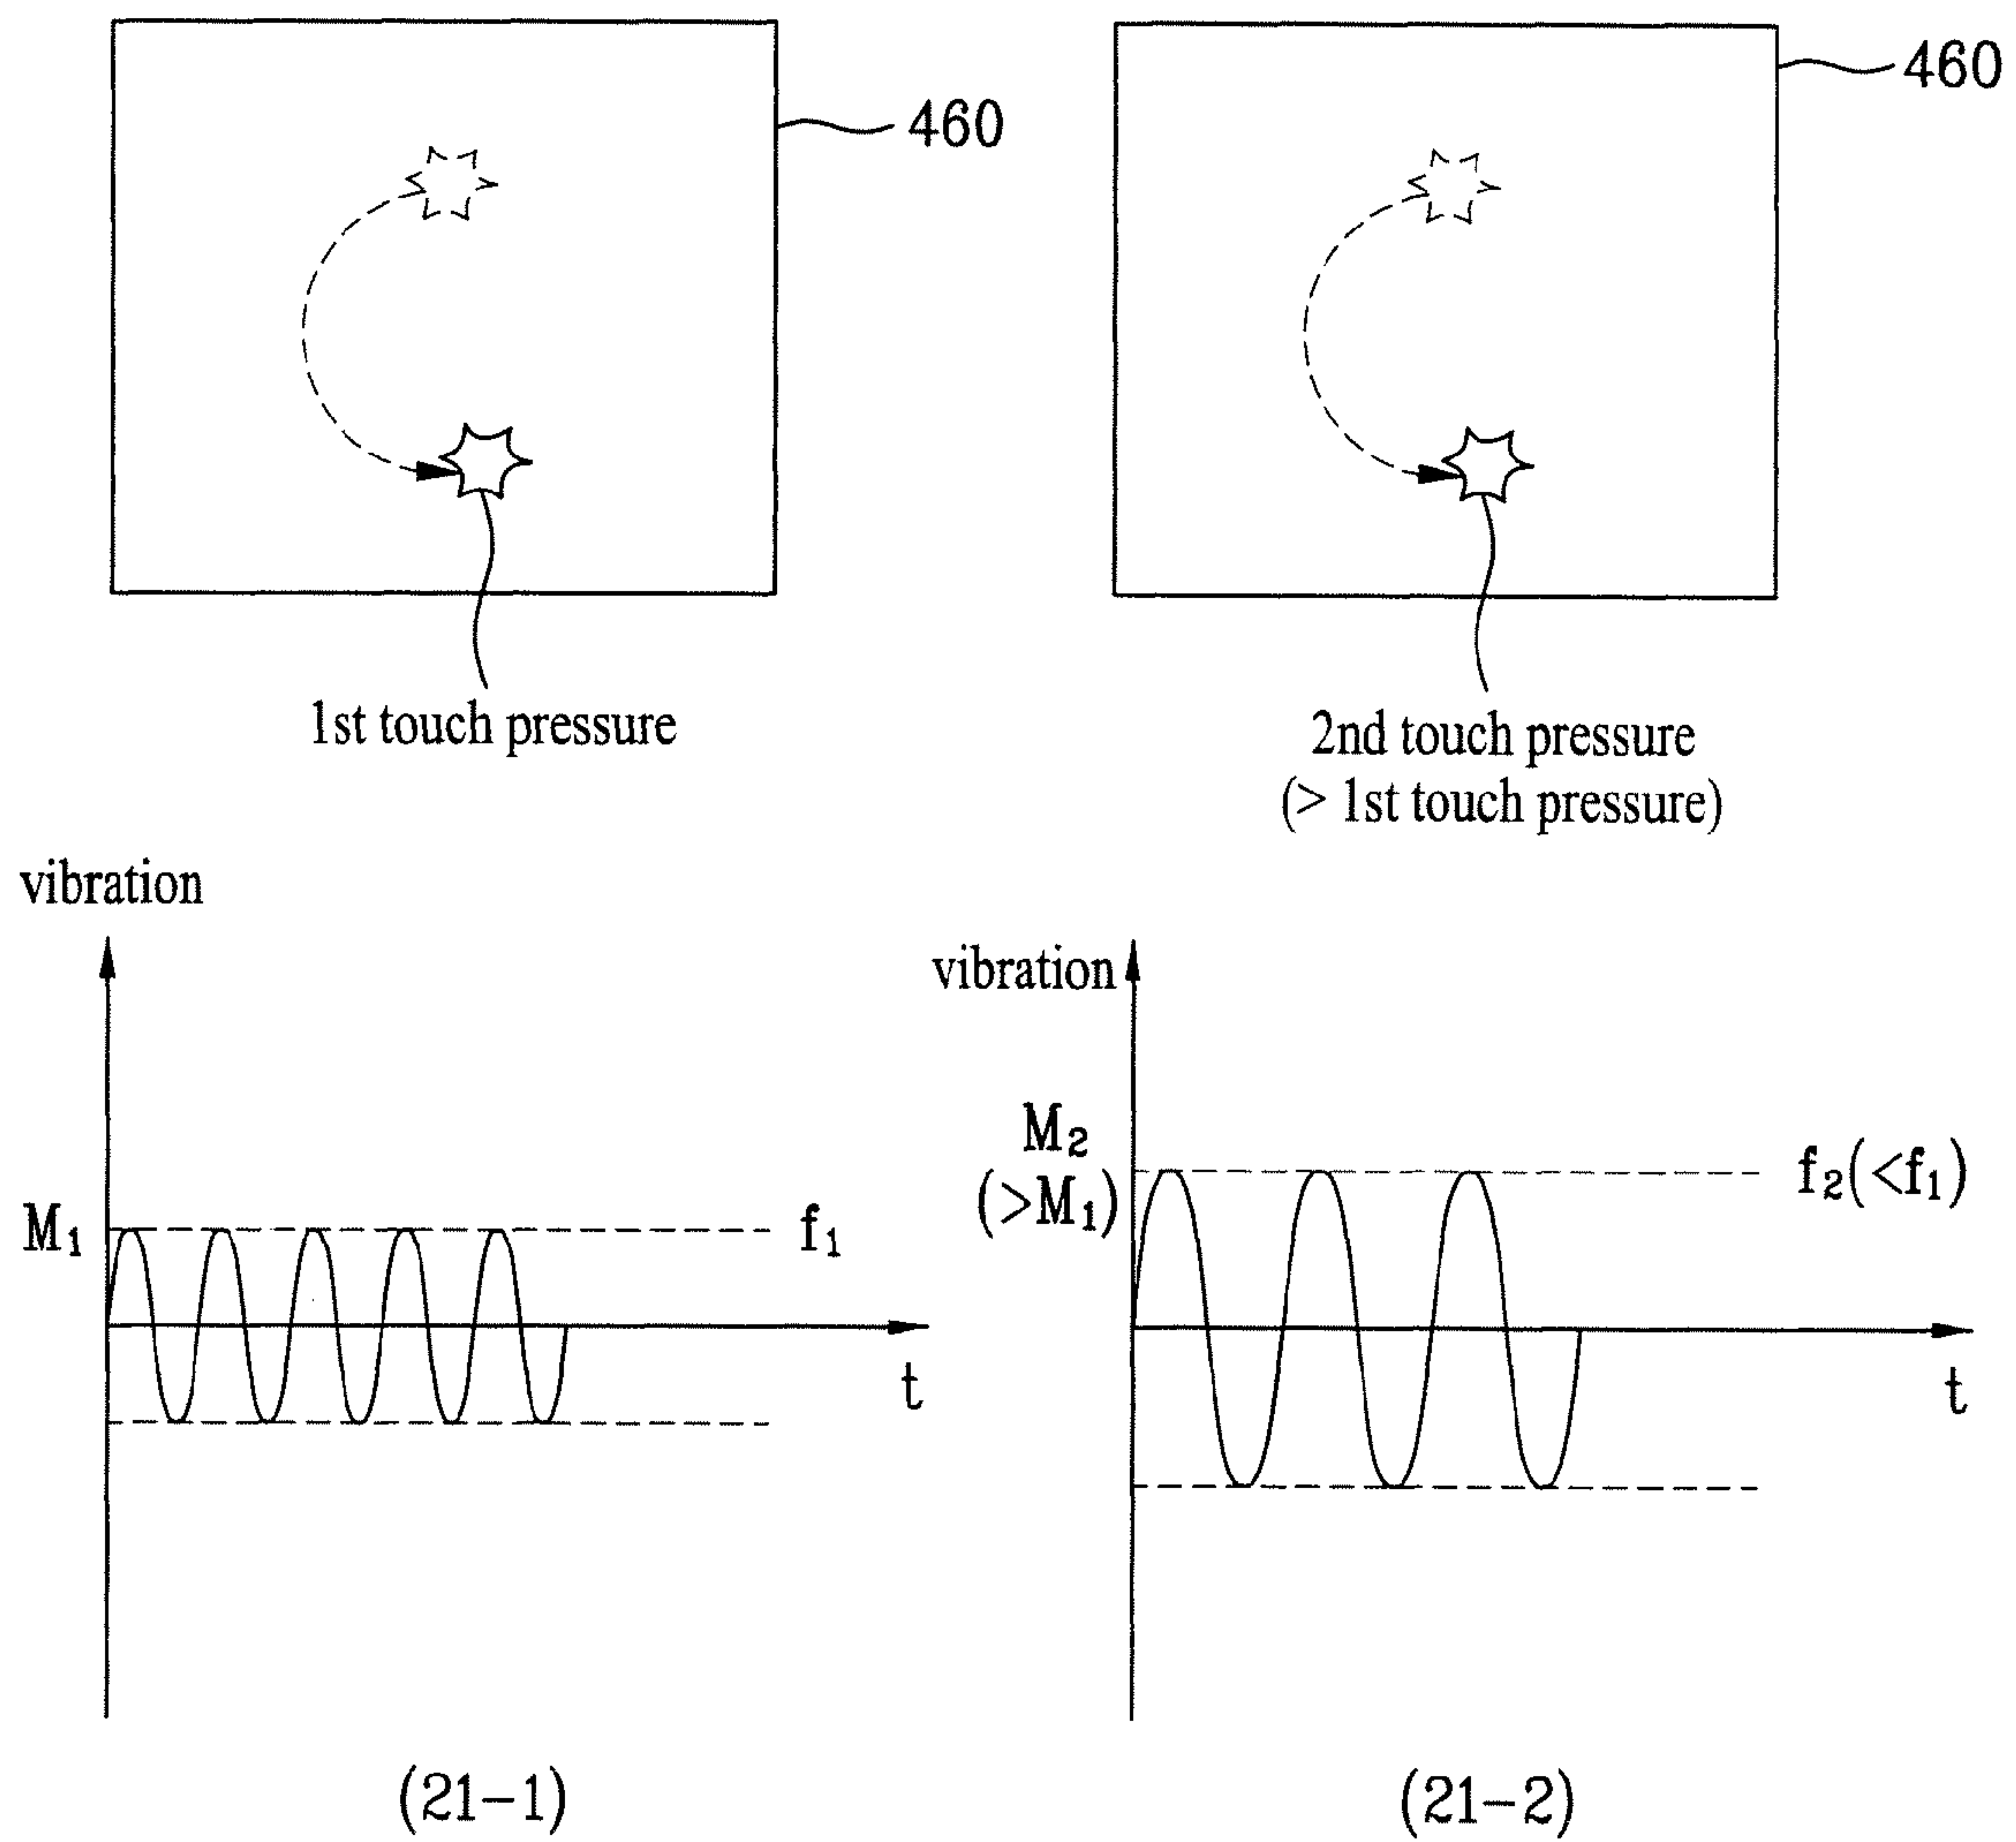 460
460
1st touch pressure
2nd touch pressure
(> 1st touch pressure)
vibration
M1
f1
t
(21-1)
vibration
M2
(>M1)
f2(<f1)
t
(21-2)